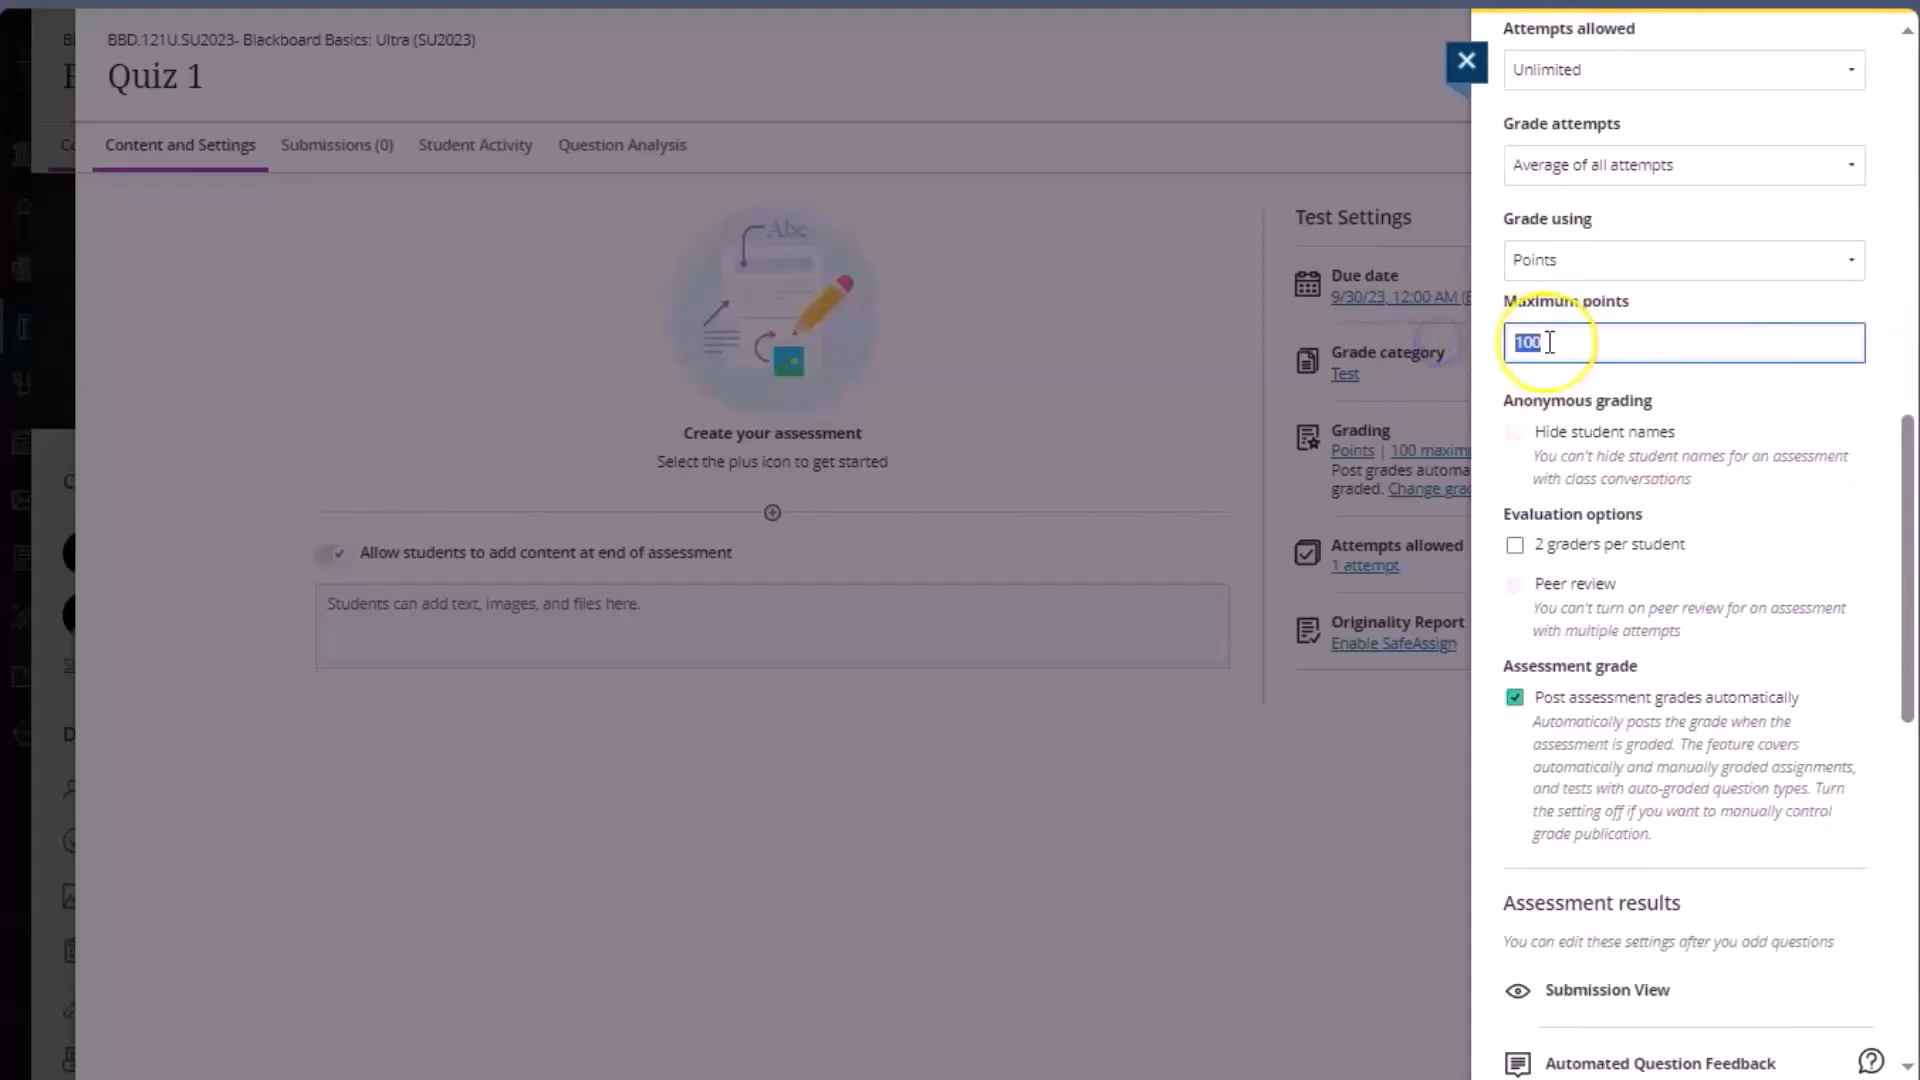 BBD.121U.SU2023- Blackboard Basics: Ultra (SU2023)
Quiz 1
Content and Settings
Submissions (0)
Student Activity
Question Analysis
Abc
Create your assessment
Select the plus icon to get started
Allow students to add content at end of assessment
Students can add text, images, and files here.
Test Settings
Due date
9/30/23, 12:00 AM (E
Grade category
Test
Grading
Points | 100 maximu
Post grades automa
graded. Change grad
Attempts allowed
1 attempt
Originality Report
Enable SafeAssign
Attempts allowed
Unlimited
Grade attempts
Average of all attempts
Grade using
Points
Maximum points
100
Anonymous grading
Hide student names
You can't hide student names for an assessment
with class conversations
Evaluation options
2 graders per student
Peer review
You can't turn on peer review for an assessment
with multiple attempts
Assessment grade
Post assessment grades automatically
Automatically posts the grade when the
assessment is graded. The feature covers
automatically and manually graded assignments,
and tests with auto-graded question types. Turn
the setting off if you want to manually control
grade publication.
Assessment results
You can edit these settings after you add questions
Submission View
Automated Question Feedback